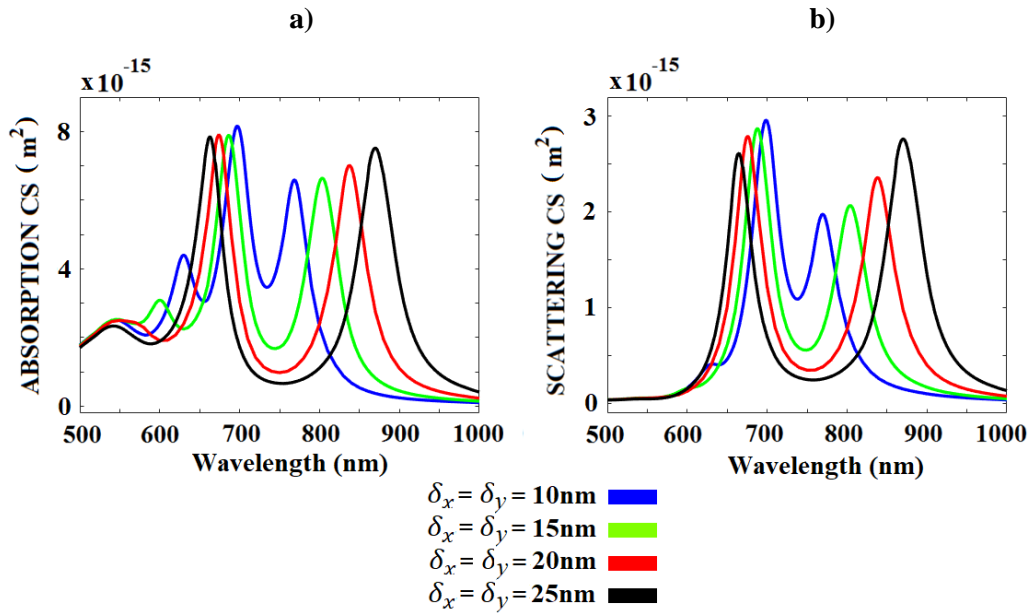 a)
x 10⁻¹⁵
ABSORPTION CS ( m²)
8
4
0
500 600 700 800 900 1000
Wavelength (nm)
b)
x 10⁻¹⁵
SCATTERING CS ( m²)
3
2
1
0
500 600 700 800 900 1000
Wavelength (nm)
δx = δy = 10nm
δx = δy = 15nm
δx = δy = 20nm
δx = δy = 25nm